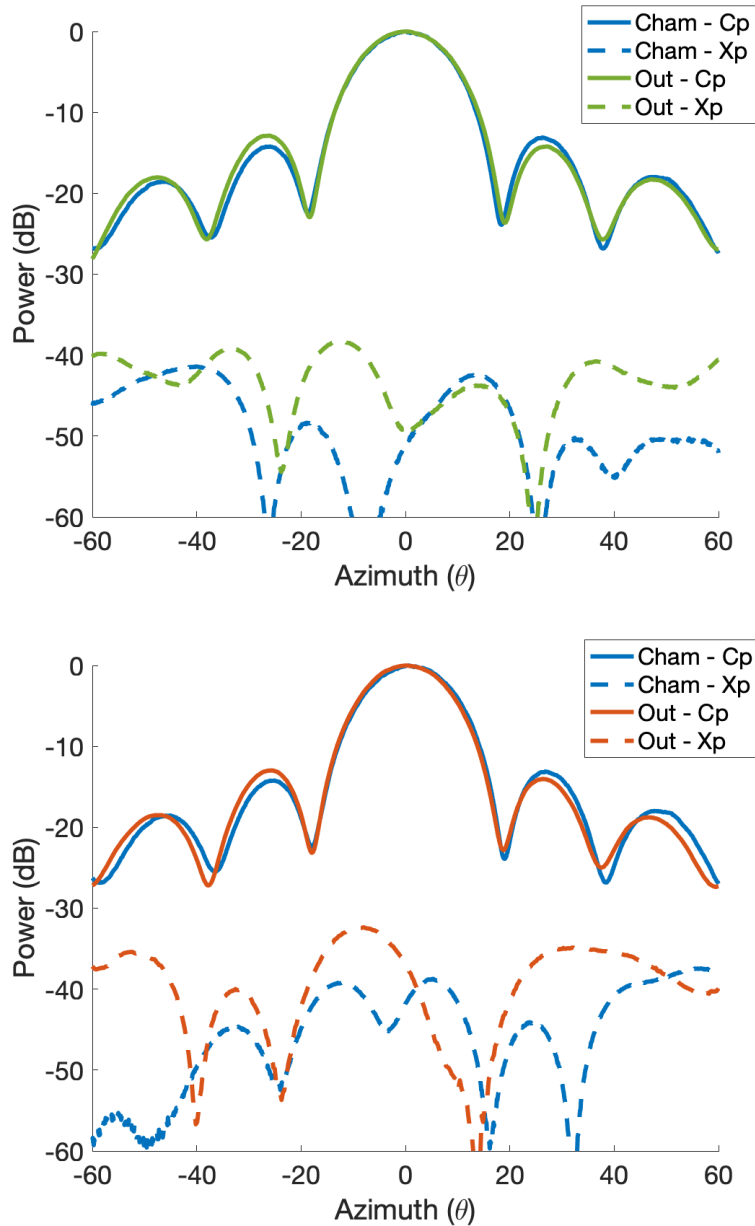 0
-10
-20
-30
-40
-50
-60
-60
-40
-20
0
20
40
60
Power (dB)
Azimuth (θ)
Cham - Cp
Cham - Xp
Out - Cp
Out - Xp
0
-10
-20
-30
-40
-50
-60
-60
-40
-20
0
20
40
60
Power (dB)
Azimuth (θ)
Cham - Cp
Cham - Xp
Out - Cp
Out - Xp